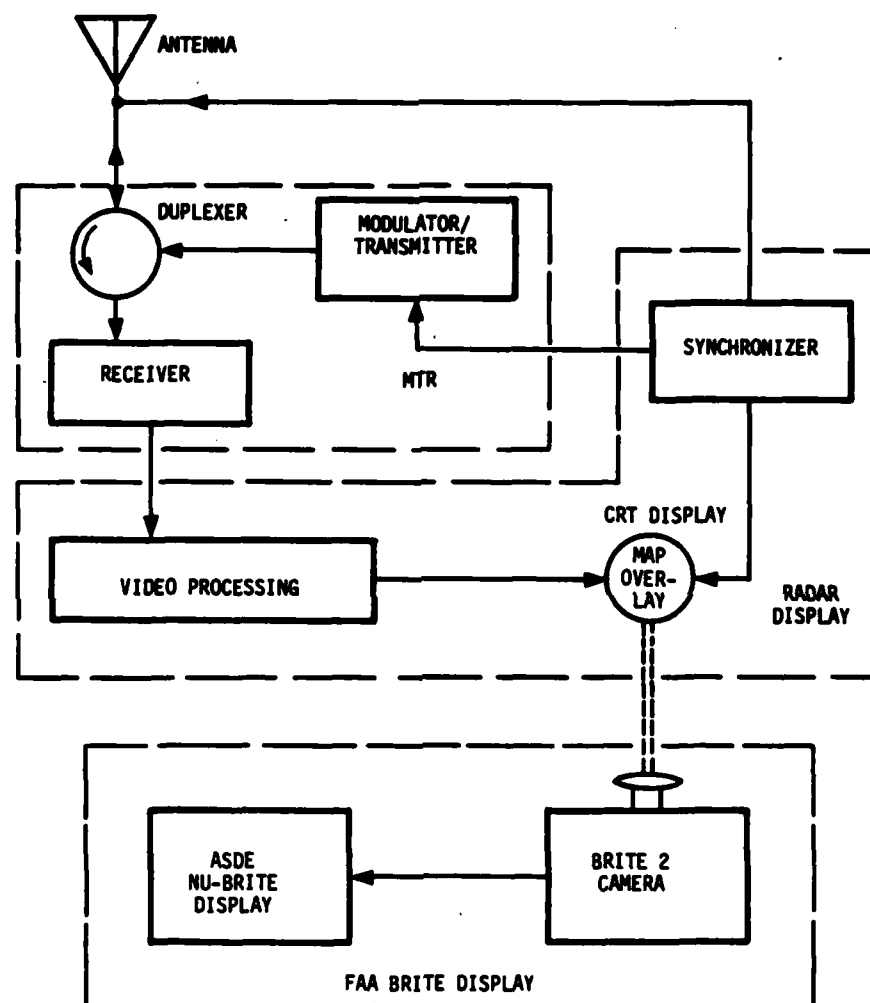 ANTENNA
DUPLEXER
MODULATOR/
TRANSMITTER
SYNCHRONIZER
RECEIVER
MTR
CRT DISPLAY
MAP
OVER-
LAY
VIDEO PROCESSING
RADAR
DISPLAY
ASDE
NU-BRITE
DISPLAY
BRITE 2
CAMERA
FAA BRITE DISPLAY